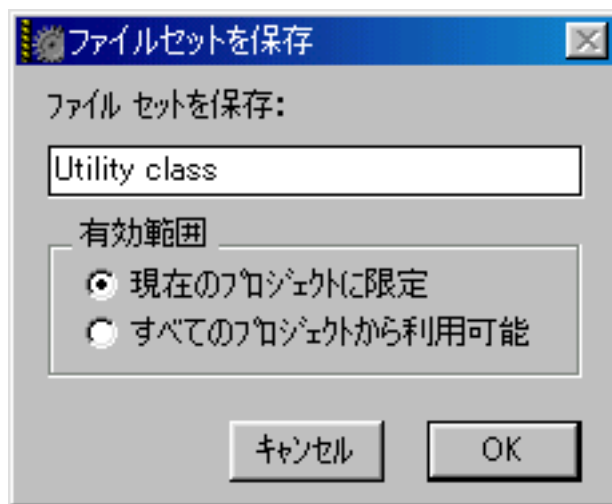 ファイルセットを保存
ファイル セットを保存:
Utility class
有効範囲
現在のプロジェクトに限定
すべてのプロジェクトから利用可能
キャンセル
OK